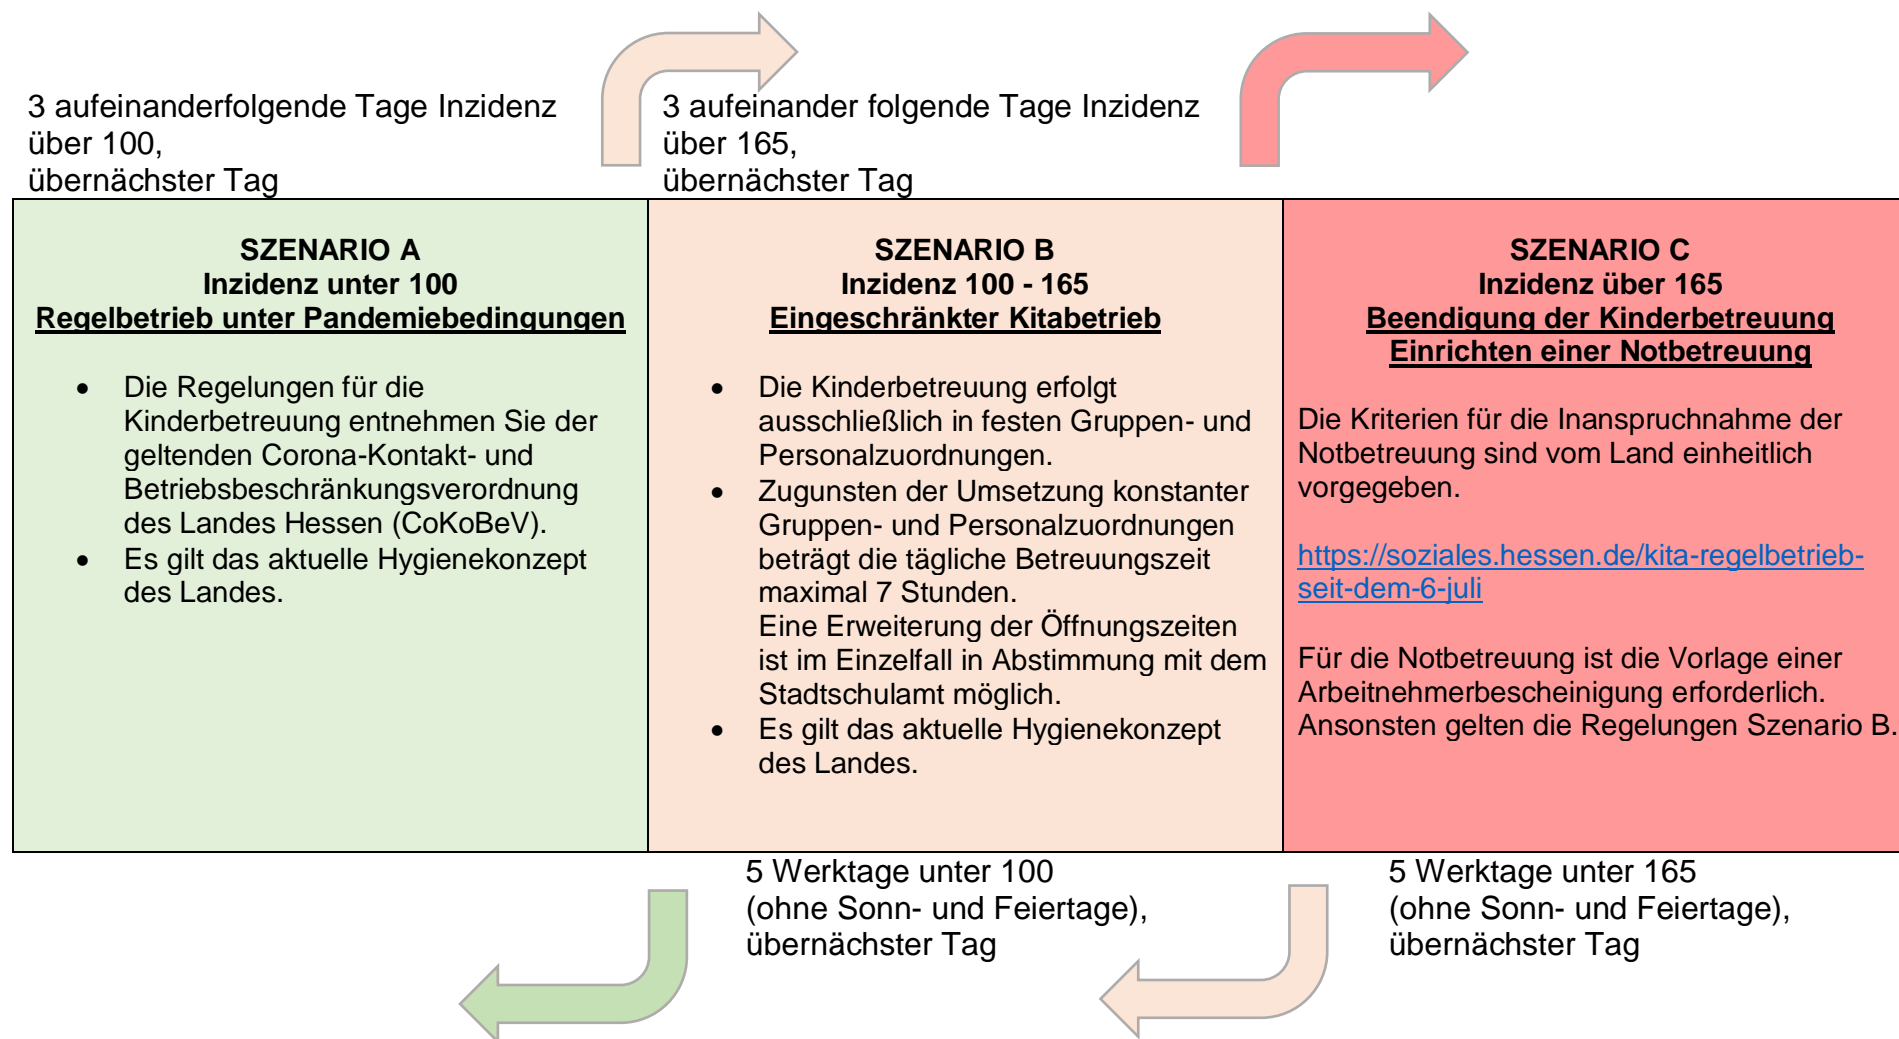 3 aufeinanderfolgende Tage Inzidenz
über 100,
übernächster Tag
3 aufeinander folgende Tage Inzidenz
über 165,
übernächster Tag
SZENARIO A
Inzidenz unter 100
Regelbetrieb unter Pandemiebedingungen
• Die Regelungen für die
Kinderbetreuung entnehmen Sie der
geltenden Corona-Kontakt- und
Betriebsbeschränkungsverordnung
des Landes Hessen (CoKoBeV).
• Es gilt das aktuelle Hygienekonzept
des Landes.
SZENARIO B
Inzidenz 100 - 165
Eingeschränkter Kitabetrieb
• Die Kinderbetreuung erfolgt
ausschließlich in festen Gruppen- und
Personalzuordnungen.
• Zugunsten der Umsetzung konstanter
Gruppen- und Personalzuordnungen
beträgt die tägliche Betreuungszeit
maximal 7 Stunden.
Eine Erweiterung der Öffnungszeiten
ist im Einzelfall in Abstimmung mit dem
Stadtschulamt möglich.
• Es gilt das aktuelle Hygienekonzept
des Landes.
SZENARIO C
Inzidenz über 165
Beendigung der Kinderbetreuung
Einrichten einer Notbetreuung
Die Kriterien für die Inanspruchnahme der
Notbetreuung sind vom Land einheitlich
vorgegeben.
https://soziales.hessen.de/kita-regelbetrieb-
seit-dem-6-juli
Für die Notbetreuung ist die Vorlage einer
Arbeitnehmerbescheinigung erforderlich.
Ansonsten gelten die Regelungen Szenario B.
5 Werktage unter 100
(ohne Sonn- und Feiertage),
übernächster Tag
5 Werktage unter 165
(ohne Sonn- und Feiertage),
übernächster Tag